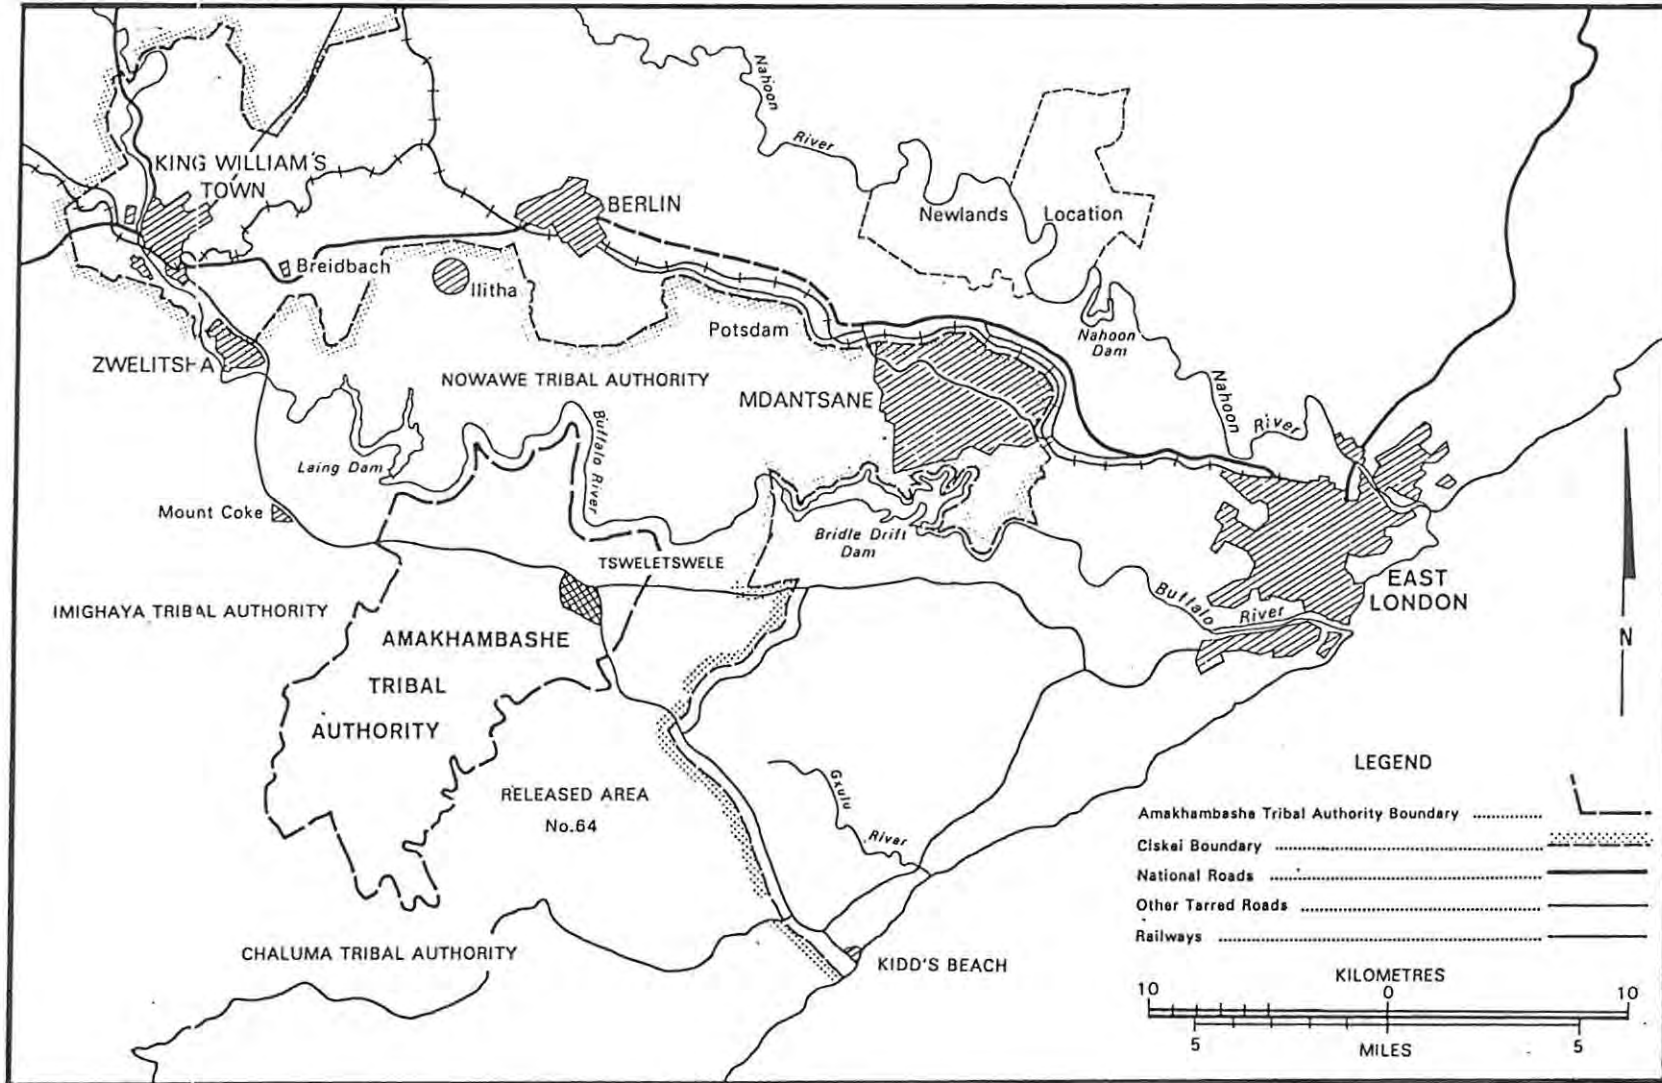 Nahoon
River
KING WILLIAM'S
TOWN
BERLIN
Newlands Location
Breidbach
Ilitha
Potsdam
Nahoon
Dam
ZWELITSHA
NOWAWE TRIBAL AUTHORITY
MDANTSANE
Nahoon
River
Buffalo River
Laing Dam
Mount Coke
Bridle Drift
Dam
TSWELETSWELE
EAST
LONDON
Buffalo
River
IMIGHAYA TRIBAL AUTHORITY
AMAKHAMBASHE
TRIBAL
AUTHORITY
N
RELEASED AREA
No.64
Gxulu
River
CHALUMA TRIBAL AUTHORITY
KIDD'S BEACH
LEGEND
Amakhambashe Tribal Authority Boundary
Ciskei Boundary
National Roads
Other Tarred Roads
Railways
KILOMETRES
10 0 10
5 MILES 5